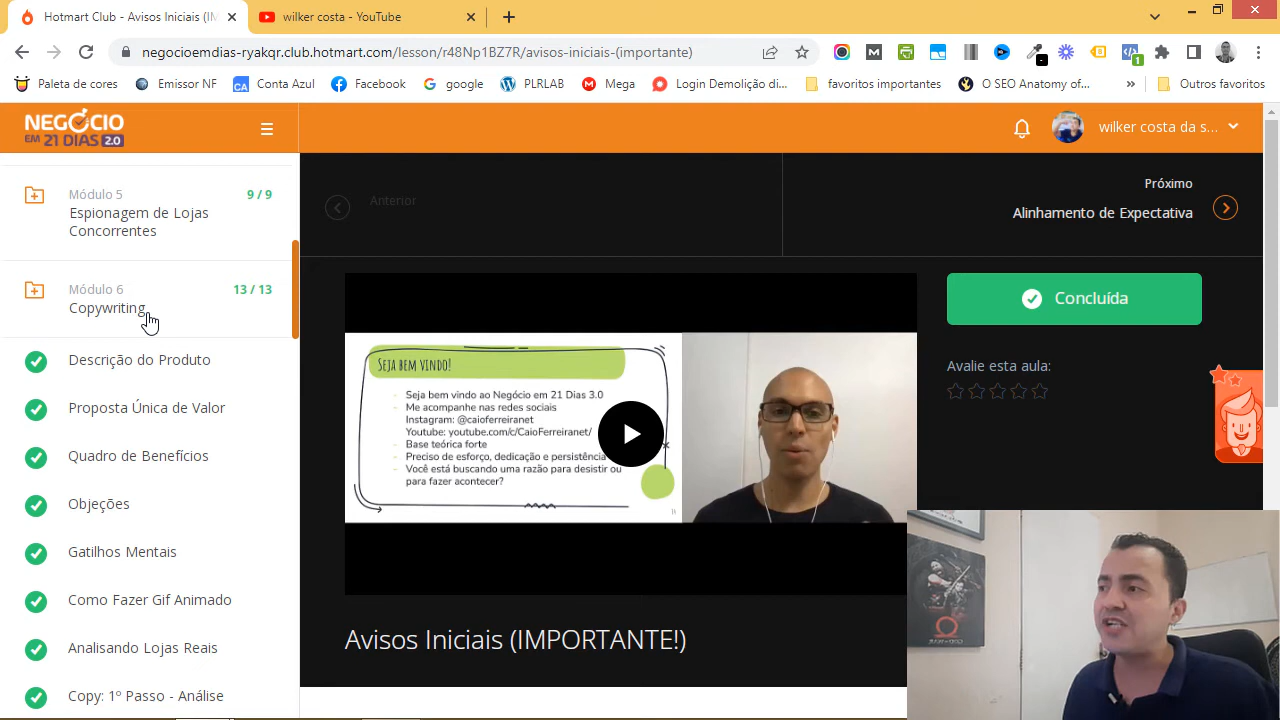 Hotmart Club - Avisos Iniciais (IM
wilker costa - YouTube
negocioemdias-ryakgr.club.hotmart.com/lesson/r48Np1BZ7R/avisos-iniciais-(importante)
1
Paleta de cores
Emissor NF
CA
Conta Azul
Facebook
google
PLRLAB
Mega
Login Demolição di...
favoritos importantes
O SEO Anatomy of...
»
Outros favoritos
NEGÓCIO
EM 21 DIAS 2.0
wilker costa da s...
Módulo 5
9 / 9
Espionagem de Lojas
Concorrentes
Módulo 6
13 / 13
Copywriting
Descrição do Produto
Proposta Única de Valor
Quadro de Benefícios
Objeções
Gatilhos Mentais
Como Fazer Gif Animado
Analisando Lojas Reais
Copy: 1º Passo - Análise
Anterior
Próximo
Alinhamento de Expectativa
Seja bem vindo!
Seja bem vindo ao Negócio em 21 Dias 3.0
Me acompanhe nas redes sociais
Instagram: @caioferreiranet
Youtube: youtube.com/c/CaioFerreiranet/
Base teórica forte
Preciso de esforço, dedicação e persistência
Você está buscando uma razão para desistir ou
para fazer acontecer?
Concluída
Avalie esta aula:
Avisos Iniciais (IMPORTANTE!)